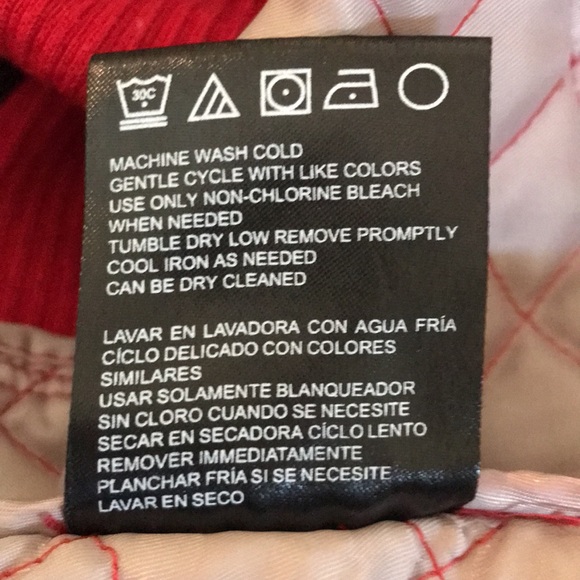 30C
MACHINE WASH COLD
GENTLE CYCLE WITH LIKE COLORS
USE ONLY NON-CHLORINE BLEACH
WHEN NEEDED
TUMBLE DRY LOW REMOVE PROMPTLY
COOL IRON AS NEEDED
CAN BE DRY CLEANED
LAVAR EN LAVADORA CON AGUA FRÍA
CÍCLO DELICADO CON COLORES
SIMILARES
USAR SOLAMENTE BLANQUEADOR
SIN CLORO CUANDO SE NECESITE
SECAR EN SECADORA CÍCLO LENTO
REMOVER IMMEDIATAMENTE
PLANCHAR FRÍA SI SE NECESITE
LAVAR EN SECO